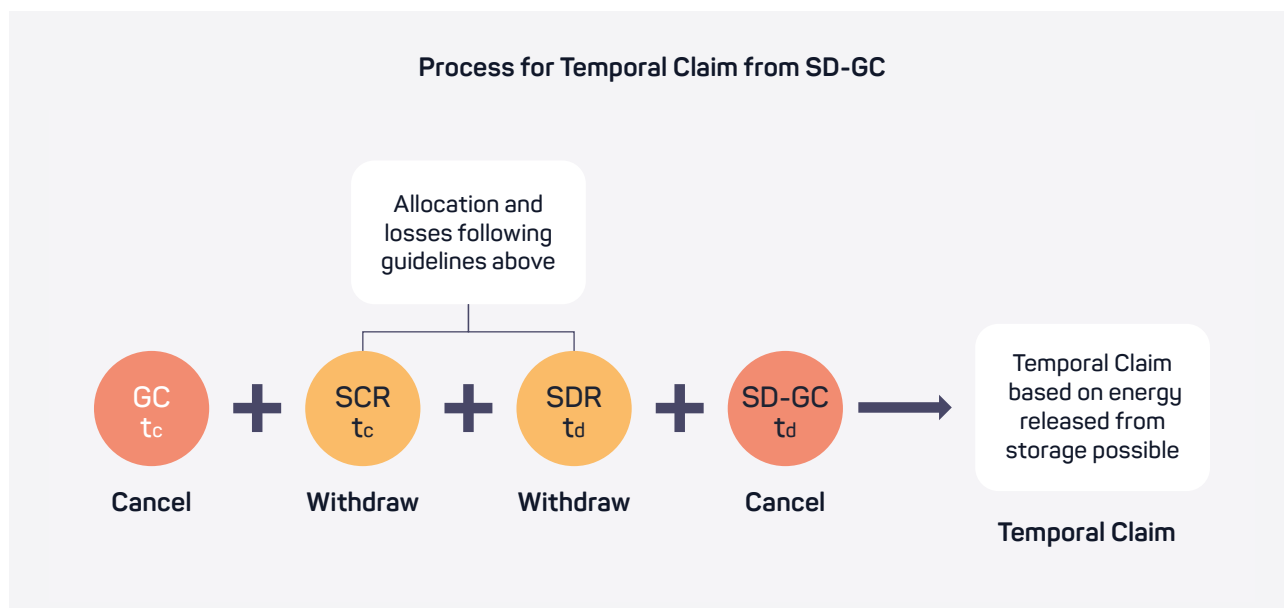 Process for Temporal Claim from SD-GC
Allocation and
losses following
guidelines above
GC
tc
SCR
tc
SDR
td
SD-GC
td
Temporal Claim
based on energy
released from
storage possible
Cancel
Withdraw
Withdraw
Cancel
Temporal Claim